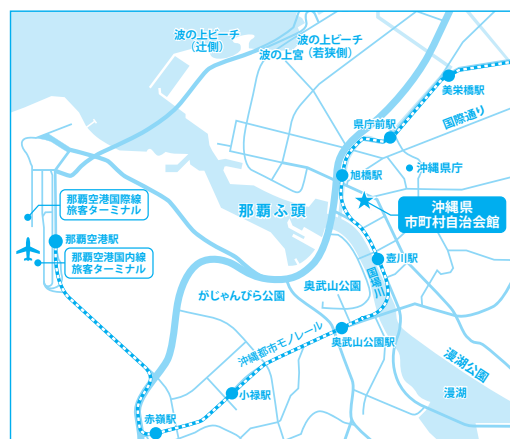 波の上ビーチ
（辻側）
波の上ビーチ
（若狭側）
波の上宮
美栄橋駅
国際通り
県庁前駅
沖縄県庁
旭橋駅
沖縄県
市町村自治会館
那覇ふ頭
那覇空港国際線
旅客ターミナル
那覇空港駅
那覇空港国内線
旅客ターミナル
壺川駅
国場川
奥武山公園
がじゃんびら公園
沖縄都市モノレール
奥武山公園駅
漫湖公園
漫湖
小禄駅
赤嶺駅